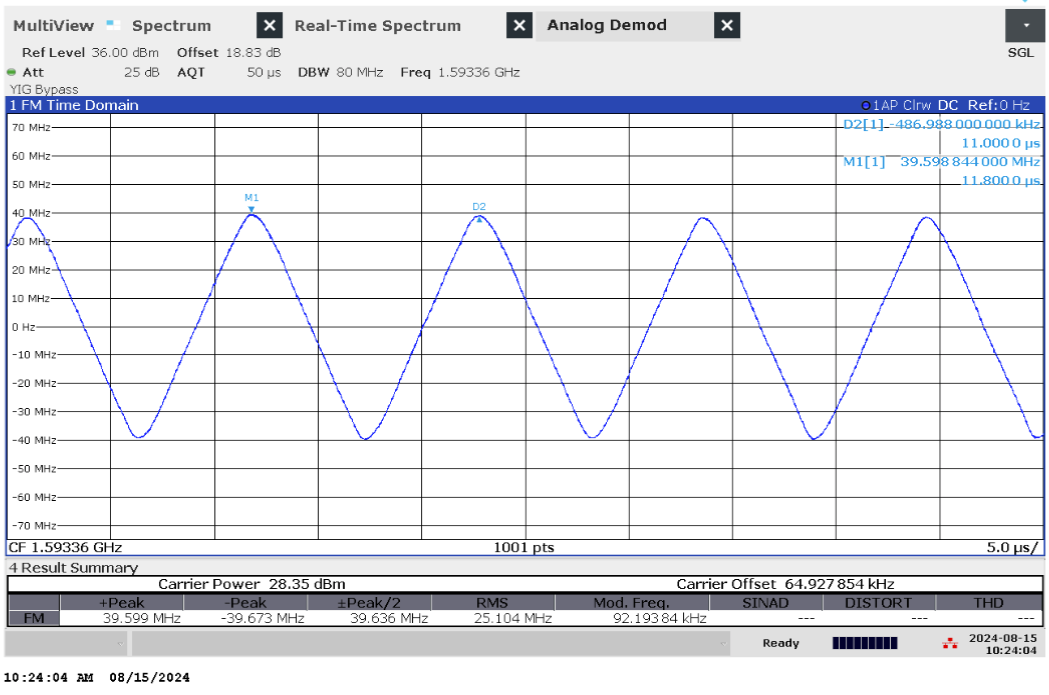 MultiView Spectrum Real-Time Spectrum Analog Demod
Ref Level 36.00 dBm Offset 18.83 dB SGL
Att 25 dB AQT 50 µs DBW 80 MHz Freq 1.59336 GHz
YIG Bypass
1 FM Time Domain 1AP Clrw DC Ref:0 Hz
D2[1] -486.988 000 000 kHz
11.000 0 µs
M1[1] 39.598 844 000 MHz
11.800 0 µs
70 MHz
60 MHz
50 MHz
M1
D2
40 MHz
30 MHz
20 MHz
10 MHz
0 Hz
-10 MHz
-20 MHz
-30 MHz
-40 MHz
-50 MHz
-60 MHz
-70 MHz
CF 1.59336 GHz 1001 pts 5.0 µs/
4 Result Summary
Carrier Power 28.35 dBm Carrier Offset 64.927 854 kHz
+Peak -Peak ±Peak/2 RMS Mod. Freq. SINAD DISTORT THD
FM 39.599 MHz -39.673 MHz 39.636 MHz 25.104 MHz 92.193 84 kHz --- --- ---
Ready 2024-08-15
10:24:04
10:24:04 AM 08/15/2024